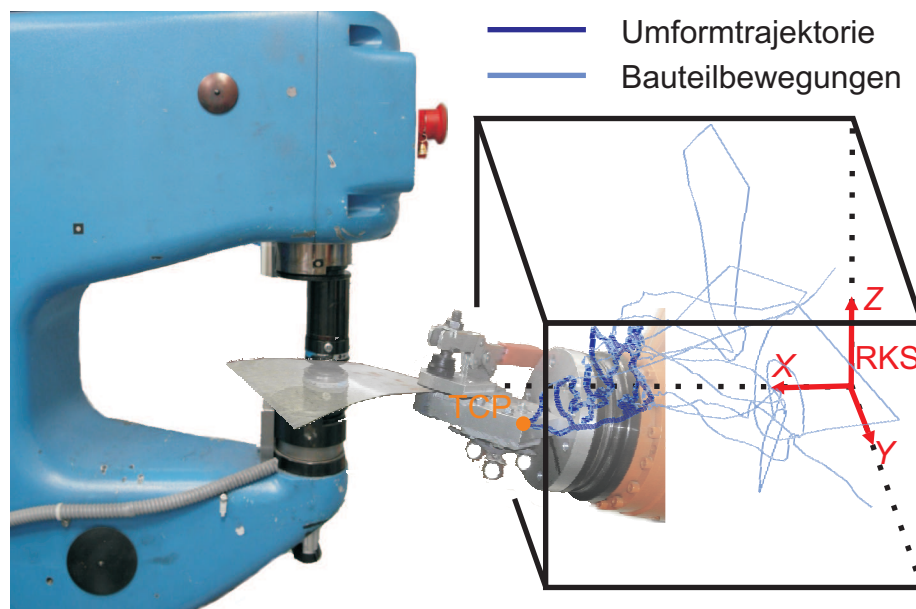 Umformtrajektorie
Bauteilbewegungen
Z
RKS
X
TCP
Y